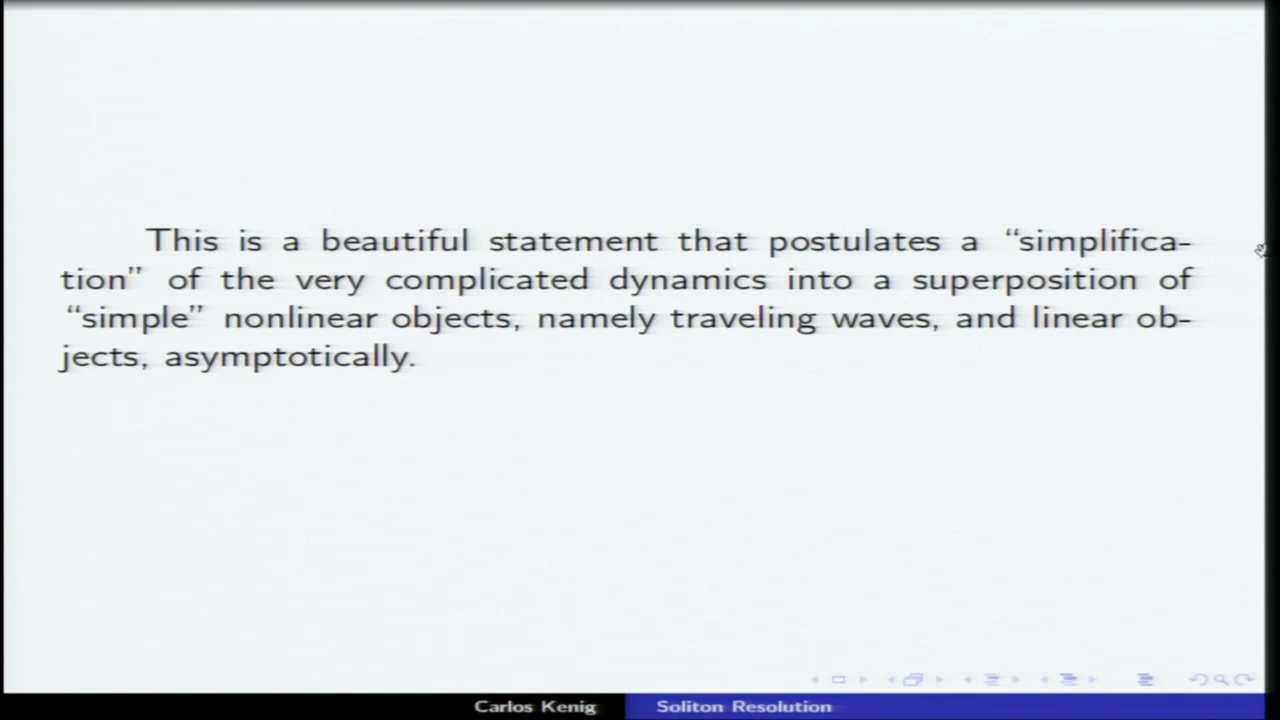 This is a beautiful statement that postulates a “simplifica-
tion” of the very complicated dynamics into a superposition of
“simple” nonlinear objects, namely traveling waves, and linear ob-
jects, asymptotically.
Carlos Kenig
Soliton Resolution